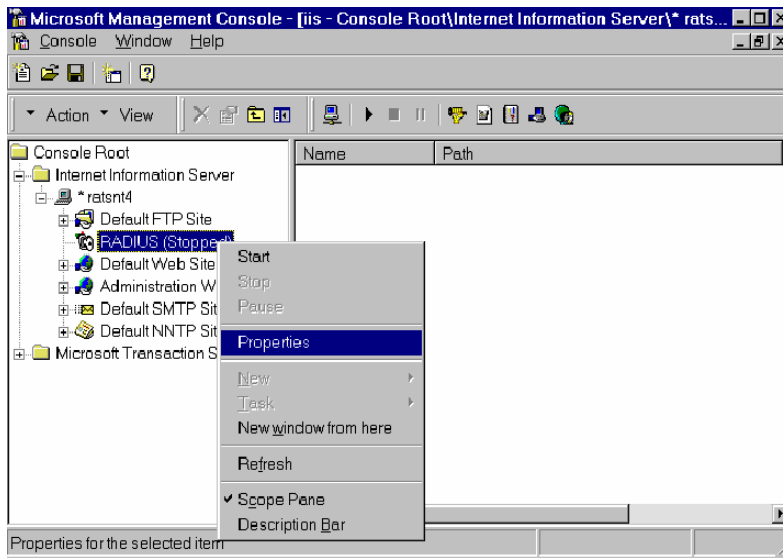 Microsoft Management Console - [iis - Console Root\Internet Information Server\* rats...
Console Window Help
Action View
Console Root
Internet Information Server
* ratsnt4
Default FTP Site
RADIUS (Stopped)
Default Web Site
Administration W
Default SMTP Sit
Default NNTP Sit
Microsoft Transaction S
Name Path
Start
Stop
Pause
Properties
New
Task
New window from here
Refresh
Scope Pane
Description Bar
Properties for the selected item